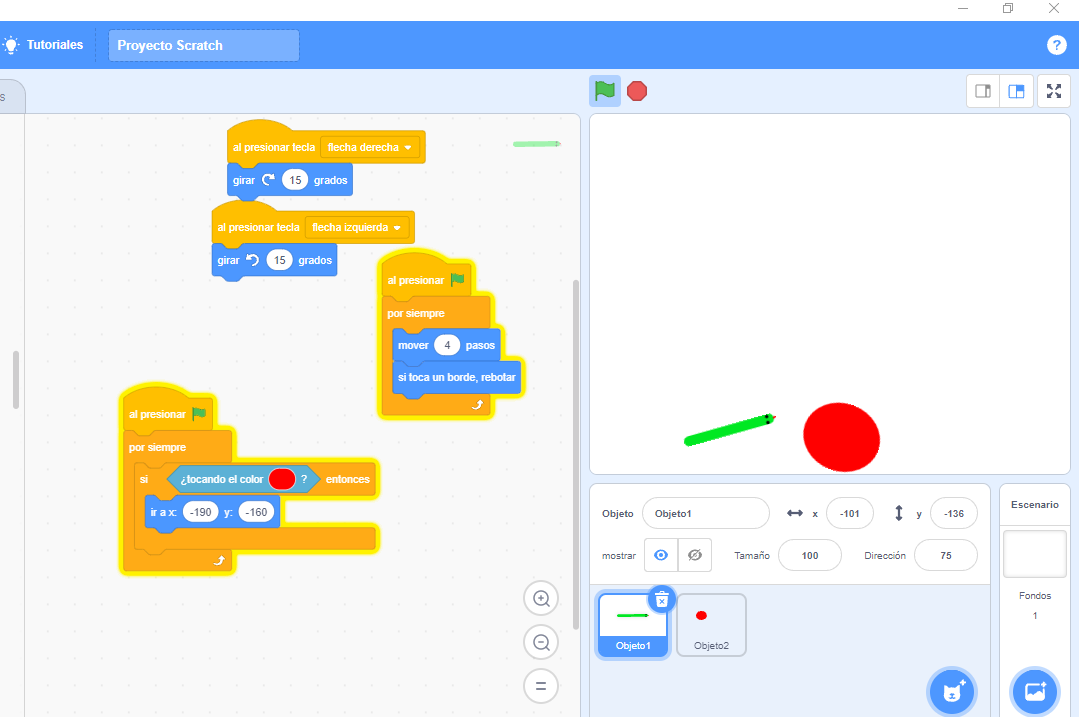 Tutoriales
Proyecto Scratch
?
s
al presionar tecla flecha derecha
girar 15 grados
al presionar tecla flecha izquierda
girar 15 grados
al presionar
por siempre
mover 4 pasos
si toca un borde, rebotar
al presionar
por siempre
si ¿tocando el color ? entonces
ir a x: -190 y: -160
Objeto Objeto1 x -101 y -136
mostrar Tamaño 100 Dirección 75
Objeto1
Objeto2
Escenario
Fondos
1